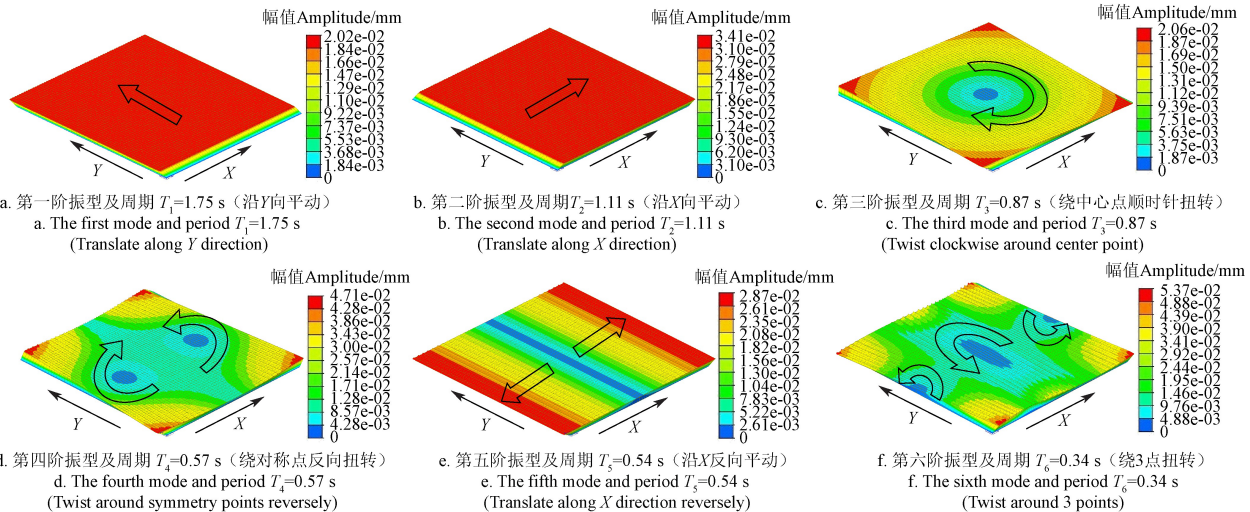 幅值Amplitude/mm
2.02e-02
1.84e-02
1.66e-02
1.47e-02
1.29e-02
1.10e-02
9.22e-03
7.37e-03
5.53e-03
3.68e-03
1.84e-03
0
Y
X
a. 第一阶振型及周期 T1=1.75 s（沿Y向平动）
a. The first mode and period T1=1.75 s
(Translate along Y direction)
幅值Amplitude/mm
3.41e-02
3.10e-02
2.79e-02
2.48e-02
2.17e-02
1.86e-02
1.55e-02
1.24e-02
9.30e-03
6.20e-03
3.10e-03
0
Y
X
b. 第二阶振型及周期T2=1.11 s（沿X向平动）
b. The second mode and period T2=1.11 s
(Translate along X direction)
幅值Amplitude/mm
2.06e-02
1.87e-02
1.69e-02
1.50e-02
1.31e-02
1.12e-02
9.39e-03
7.51e-03
5.63e-03
3.75e-03
1.87e-03
0
Y
X
c. 第三阶振型及周期 T3=0.87 s（绕中心点顺时针扭转）
c. The third mode and period T3=0.87 s
(Twist clockwise around center point)
幅值Amplitude/mm
4.71e-02
4.28e-02
3.86e-02
3.43e-02
3.00e-02
2.57e-02
2.14e-02
1.71e-02
1.28e-02
8.57e-03
4.28e-03
0
Y
X
d. 第四阶振型及周期 T4=0.57 s（绕对称点反向扭转）
d. The fourth mode and period T4=0.57 s
(Twist around symmetry points reversely)
幅值Amplitude/mm
2.87e-02
2.61e-02
2.35e-02
2.08e-02
1.82e-02
1.56e-02
1.30e-02
1.04e-02
7.83e-03
5.22e-03
2.61e-03
0
Y
X
e. 第五阶振型及周期 T5=0.54 s（沿X反向平动）
e. The fifth mode and period T5=0.54 s
(Translate along X direction reversely)
幅值Amplitude/mm
5.37e-02
4.88e-02
4.39e-02
3.90e-02
3.41e-02
2.92e-02
2.44e-02
1.95e-02
1.46e-02
9.76e-03
4.88e-03
0
Y
X
f. 第六阶振型及周期 T6=0.34 s（绕3点扭转）
f. The sixth mode and period T6=0.34 s
(Twist around 3 points)